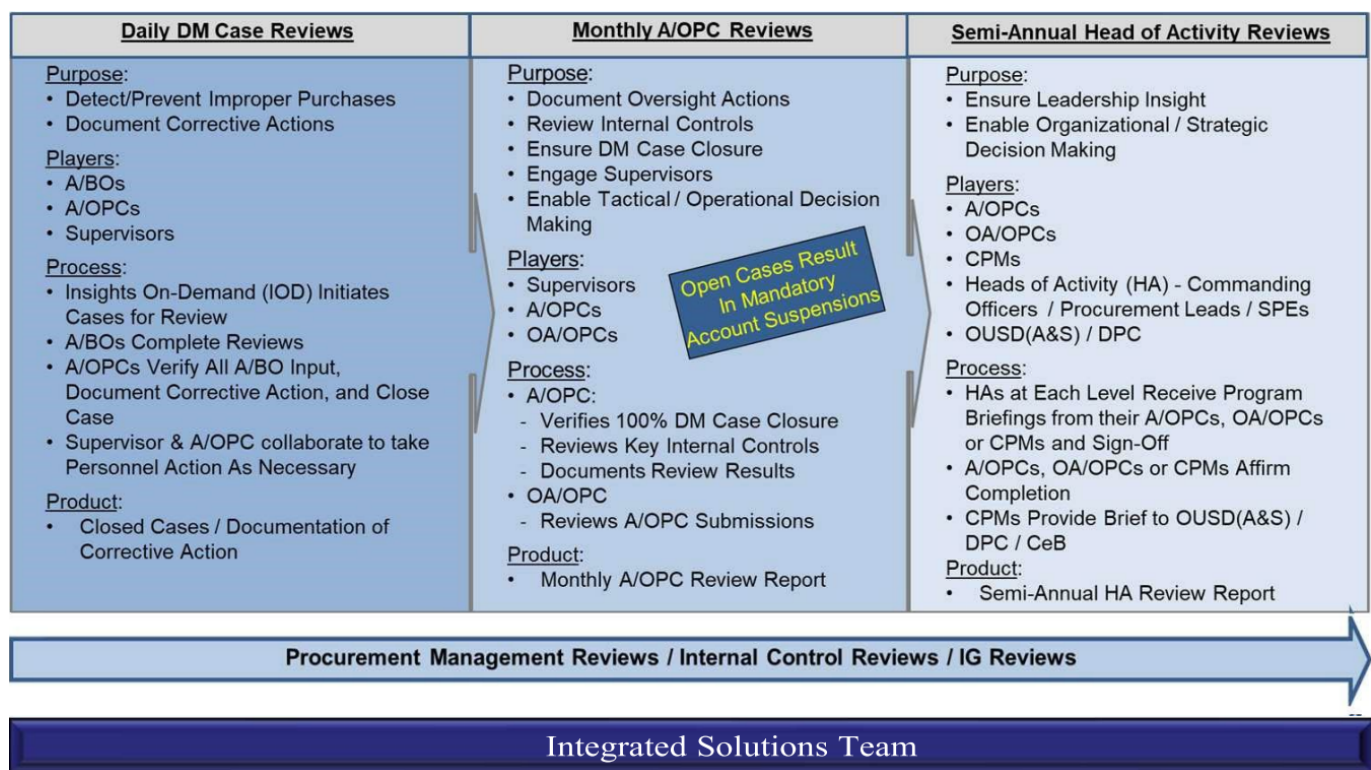 Daily DM Case Reviews
Purpose:
• Detect/Prevent Improper Purchases
• Document Corrective Actions
Players:
• A/BOs
• A/OPCs
• Supervisors
Process:
• Insights On-Demand (IOD) Initiates
Cases for Review
• A/BOs Complete Reviews
• A/OPCs Verify All A/BO Input,
Document Corrective Action, and Close
Case
• Supervisor & A/OPC collaborate to take
Personnel Action As Necessary
Product:
• Closed Cases / Documentation of
Corrective Action
Monthly A/OPC Reviews
Purpose:
• Document Oversight Actions
• Review Internal Controls
• Ensure DM Case Closure
• Engage Supervisors
• Enable Tactical / Operational Decision
Making
Players:
• Supervisors
• A/OPCs
• OA/OPCs
Open Cases Result
In Mandatory
Account Suspensions
Process:
• A/OPC:
- Verifies 100% DM Case Closure
- Reviews Key Internal Controls
- Documents Review Results
• OA/OPC
- Reviews A/OPC Submissions
Product:
• Monthly A/OPC Review Report
Semi-Annual Head of Activity Reviews
Purpose:
• Ensure Leadership Insight
• Enable Organizational / Strategic
Decision Making
Players:
• A/OPCs
• OA/OPCs
• CPMs
• Heads of Activity (HA) - Commanding
Officers / Procurement Leads / SPEs
• OUSD(A&S) / DPC
Process:
• HAs at Each Level Receive Program
Briefings from their A/OPCs, OA/OPCs
or CPMs and Sign-Off
• A/OPCs, OA/OPCs or CPMs Affirm
Completion
• CPMs Provide Brief to OUSD(A&S) /
DPC / CeB
Product:
• Semi-Annual HA Review Report
Procurement Management Reviews / Internal Control Reviews / IG Reviews
Integrated Solutions Team